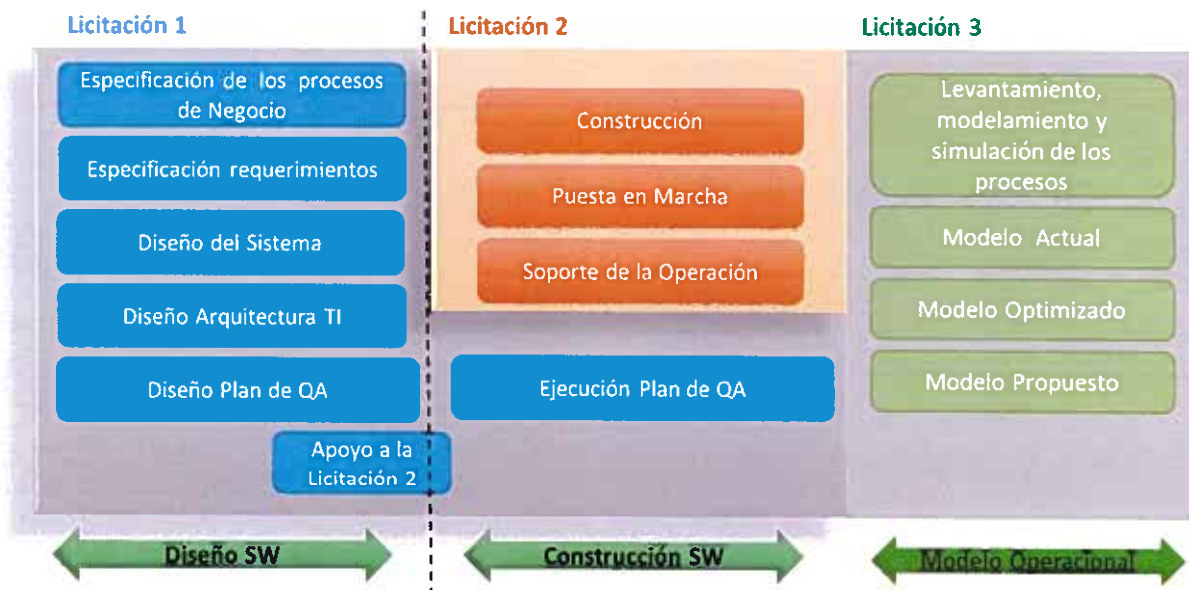 Licitación 1
Especificación de los procesos
de Negocio
Especificación requerimientos
Diseño del Sistema
Diseño Arquitectura TI
Diseño Plan de QA
Apoyo a la
Licitación 2
Diseño SW
Licitación 2
Construcción
Puesta en Marcha
Soporte de la Operación
Ejecución Plan de QA
Construcción SW
Licitación 3
Levantamiento,
modelamiento y
simulación de los
procesos
Modelo Actual
Modelo Optimizado
Modelo Propuesto
Modelo Operacional